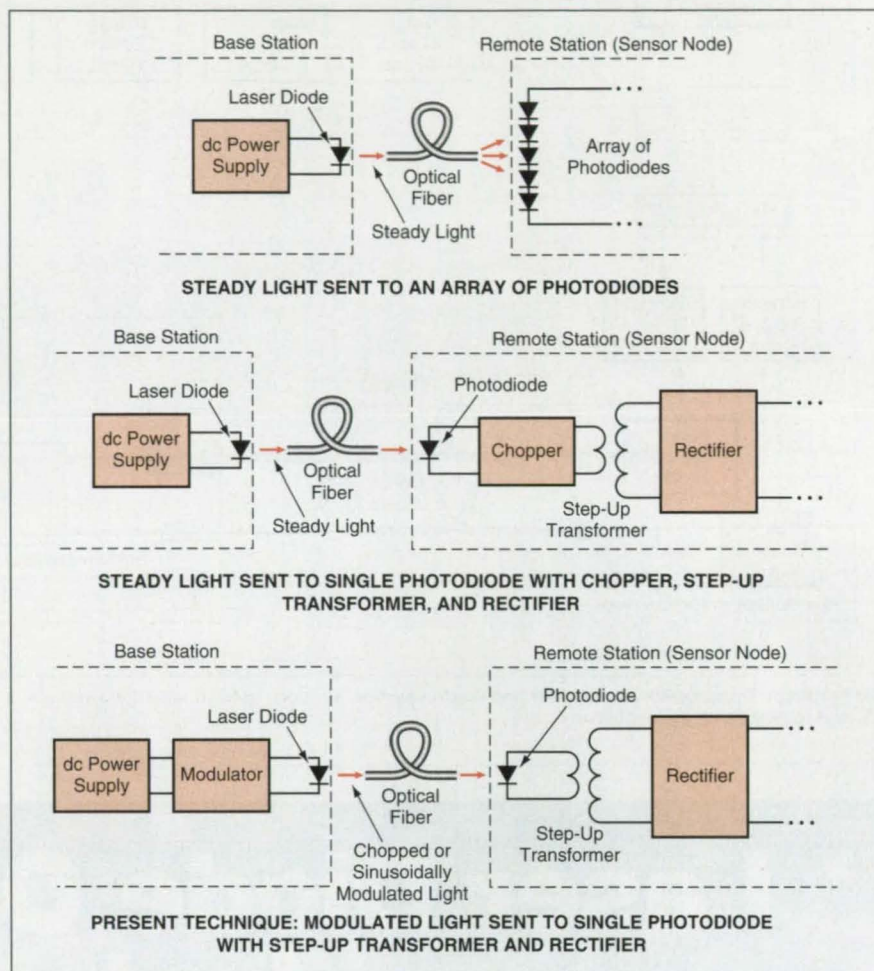 Base Station
Remote Station (Sensor Node)
Laser Diode
dc Power
Supply
Optical
Fiber
Steady Light
Array of
Photodiodes
STEADY LIGHT SENT TO AN ARRAY OF PHOTODIODES
Base Station
Remote Station (Sensor Node)
Laser Diode
Photodiode
dc Power
Supply
Optical
Fiber
Steady Light
Chopper
Rectifier
Step-Up
Transformer
STEADY LIGHT SENT TO SINGLE PHOTODIODE WITH CHOPPER, STEP-UP
TRANSFORMER, AND RECTIFIER
Base Station
Remote Station (Sensor Node)
Laser Diode
Photodiode
dc Power
Supply
Modulator
Optical
Fiber
Chopped or
Sinusoidally
Modulated Light
Rectifier
Step-Up
Transformer
PRESENT TECHNIQUE: MODULATED LIGHT SENT TO SINGLE PHOTODIODE
WITH STEP-UP TRANSFORMER AND RECTIFIER